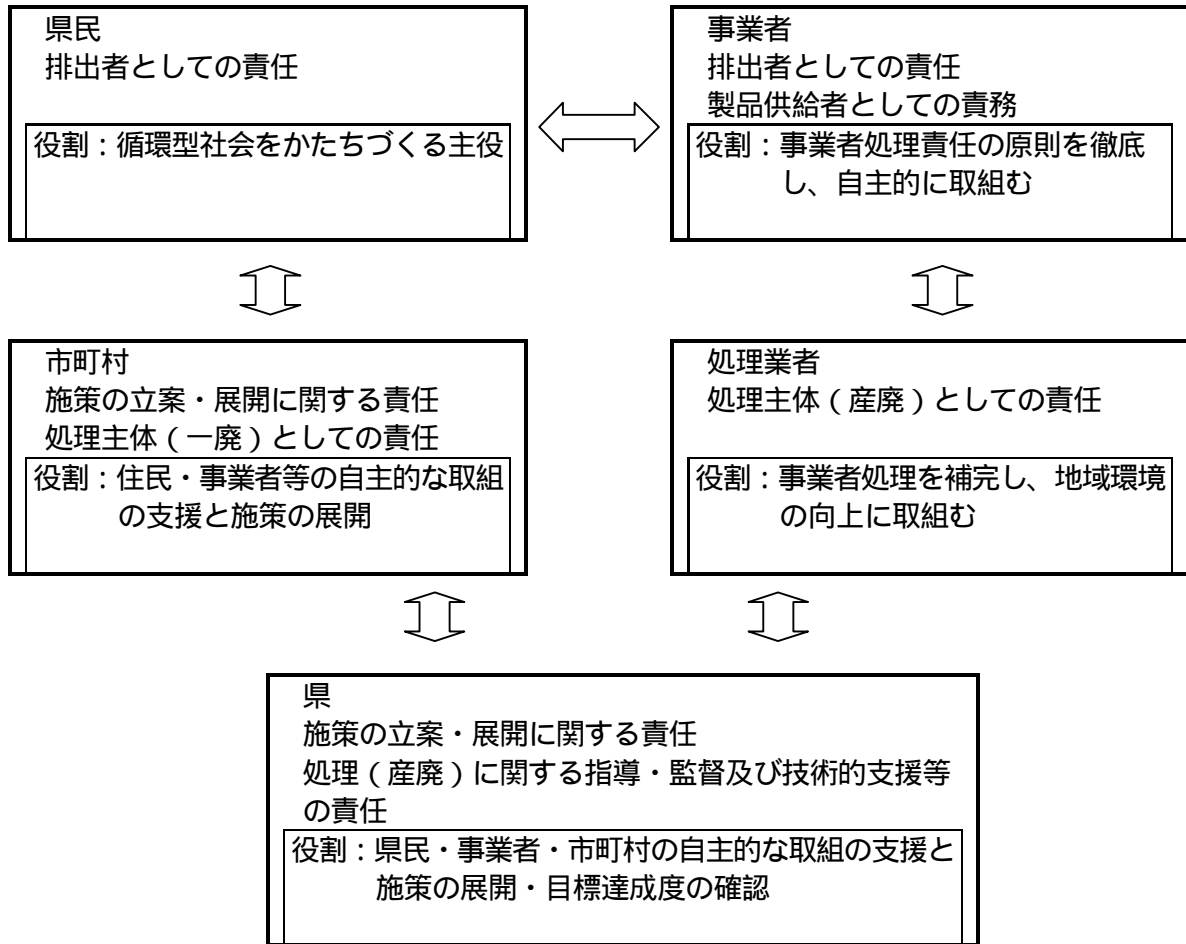 県民
排出者としての責任
役割：循環型社会をかたちづくる主役
事業者
排出者としての責任
製品供給者としての責務
役割：事業者処理責任の原則を徹底
し、自主的に取組む
市町村
施策の立案・展開に関する責任
処理主体（一廃）としての責任
役割：住民・事業者等の自主的な取組
の支援と施策の展開
処理業者
処理主体（産廃）としての責任
役割：事業者処理を補完し、地域環境
の向上に取組む
県
施策の立案・展開に関する責任
処理（産廃）に関する指導・監督及び技術的支援等
の責任
役割：県民・事業者・市町村の自主的な取組の支援と
施策の展開・目標達成度の確認